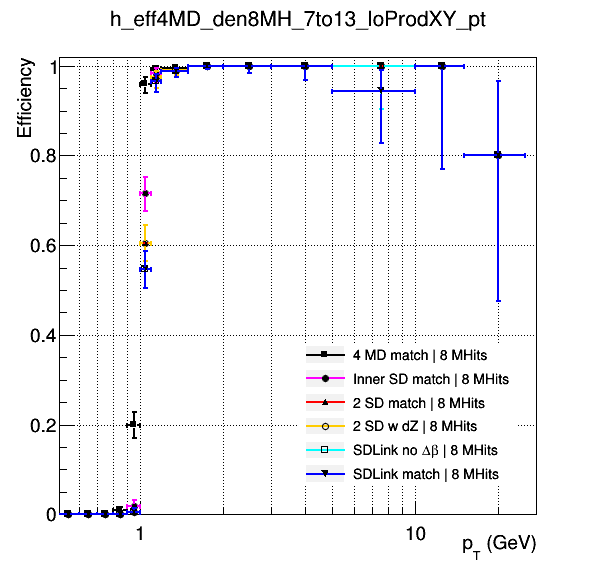 h_eff4MD_den8MH_7to13_loProdXY_pt
Efficiency
1
0.8
0.6
0.4
0.2
0
4 MD match | 8 MHits
Inner SD match | 8 MHits
2 SD match | 8 MHits
2 SD w dZ | 8 MHits
SDLink no Δβ | 8 MHits
SDLink match | 8 MHits
1
10
p_T (GeV)